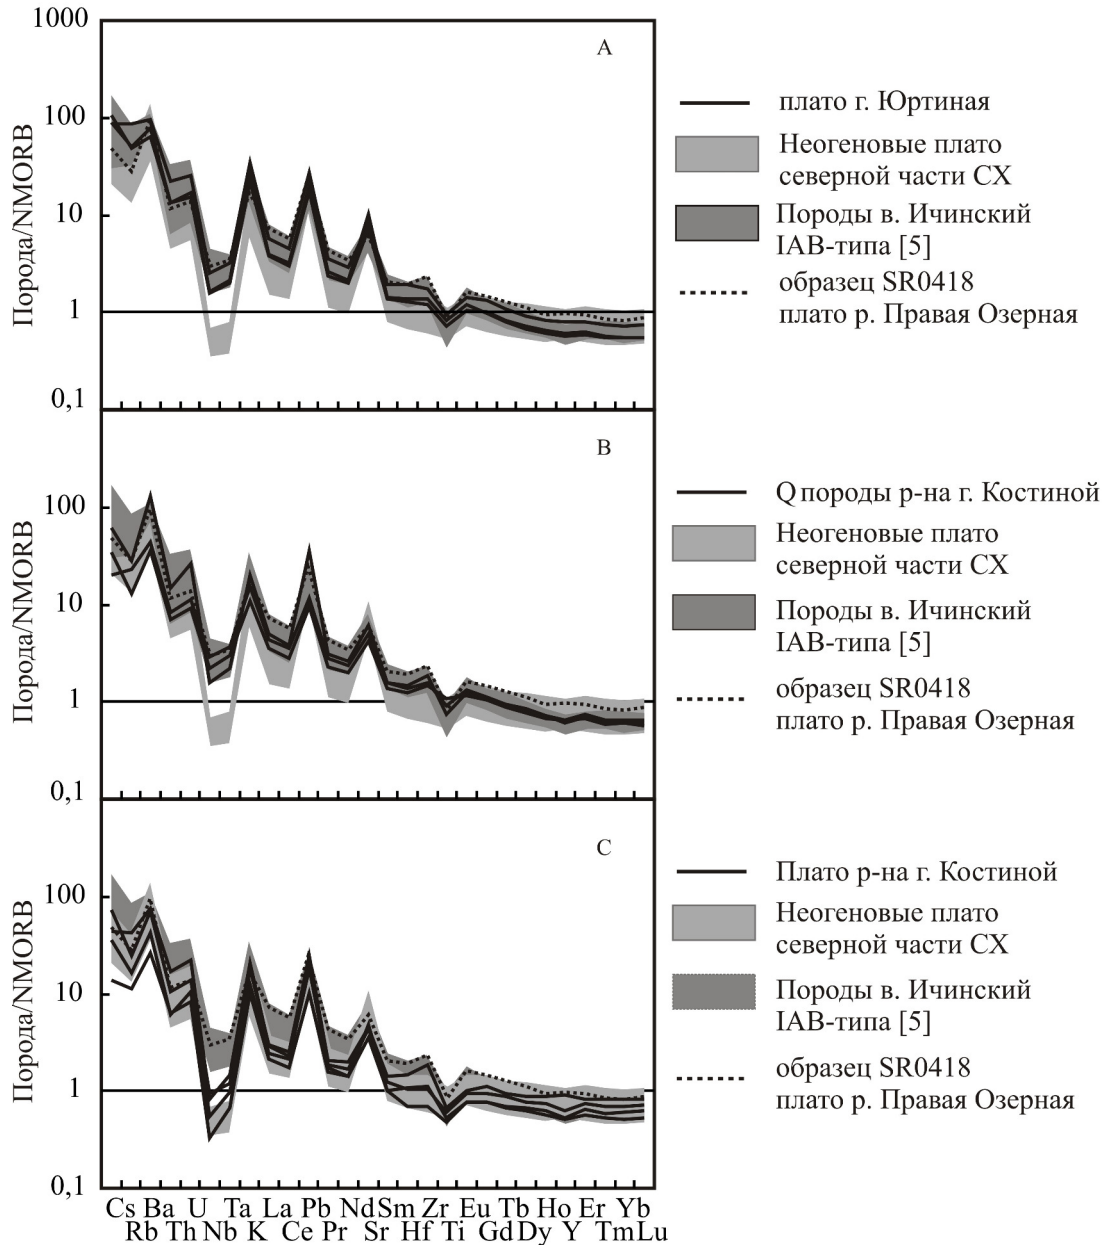 Порода/NMORB
1000
100
10
1
0,1
A
плато г. Юртиная
Неогеновые плато
северной части СХ
Породы в. Ичинский
IAB-типа [5]
образец SR0418
плато р. Правая Озерная
Порода/NMORB
100
10
1
0,1
B
Q породы р-на г. Костиной
Неогеновые плато
северной части СХ
Породы в. Ичинский
IAB-типа [5]
образец SR0418
плато р. Правая Озерная
Порода/NMORB
100
10
1
0,1
C
Плато р-на г. Костиной
Неогеновые плато
северной части СХ
Породы в. Ичинский
IAB-типа [5]
образец SR0418
плато р. Правая Озерная
Cs Ba U Ta La Pb Nd Sm Zr Eu Tb Ho Er Yb
Rb Th Nb K Ce Pr Sr Hf Ti Gd Dy Y Tm Lu